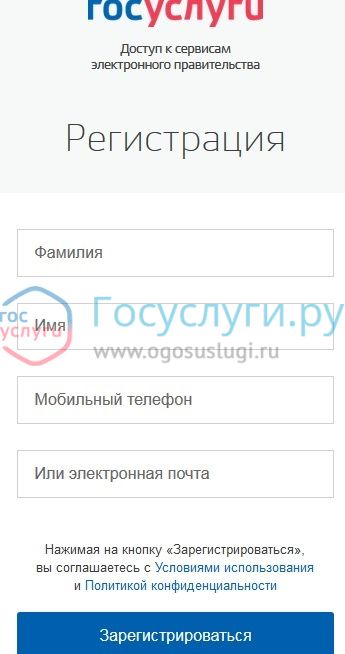 госуслуги
Доступ к сервисам
электронного правительства
Регистрация
Фамилия
гос
услуги
Имя
Госуслуги.ру
www.ogosuslugi.ru
Мобильный телефон
Или электронная почта
Нажимая на кнопку «Зарегистрироваться»,
вы соглашаетесь с Условиями использования
и Политикой конфиденциальности
Зарегистрироваться